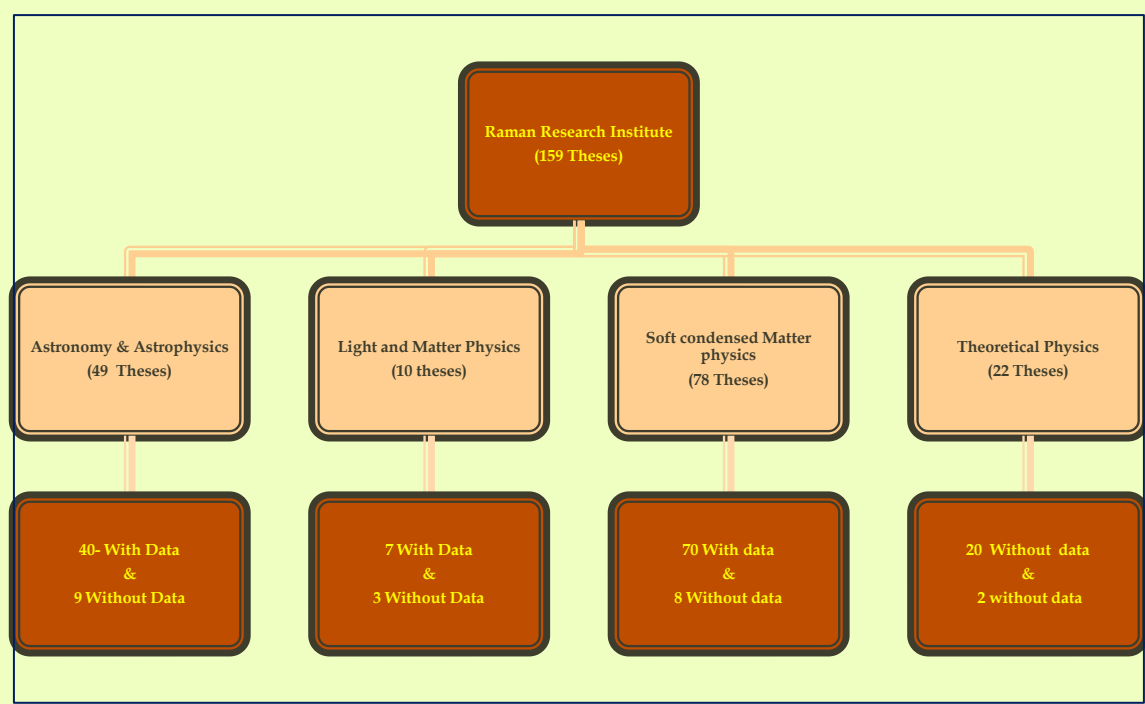 Raman Research Institute
(159 Theses)
Astronomy & Astrophysics
(49 Theses)
Light and Matter Physics
(10 theses)
Soft condensed Matter
physics
(78 Theses)
Theoretical Physics
(22 Theses)
40- With Data
&
9 Without Data
7 With Data
&
3 Without Data
70 With data
&
8 Without data
20 Without data
&
2 without data